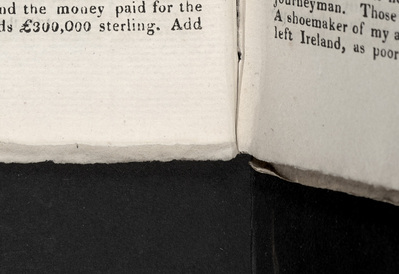 nd the money paid for the
ds £300,000 sterling. Add
journeyman. Those
A shoemaker of my a
left Ireland, as poor